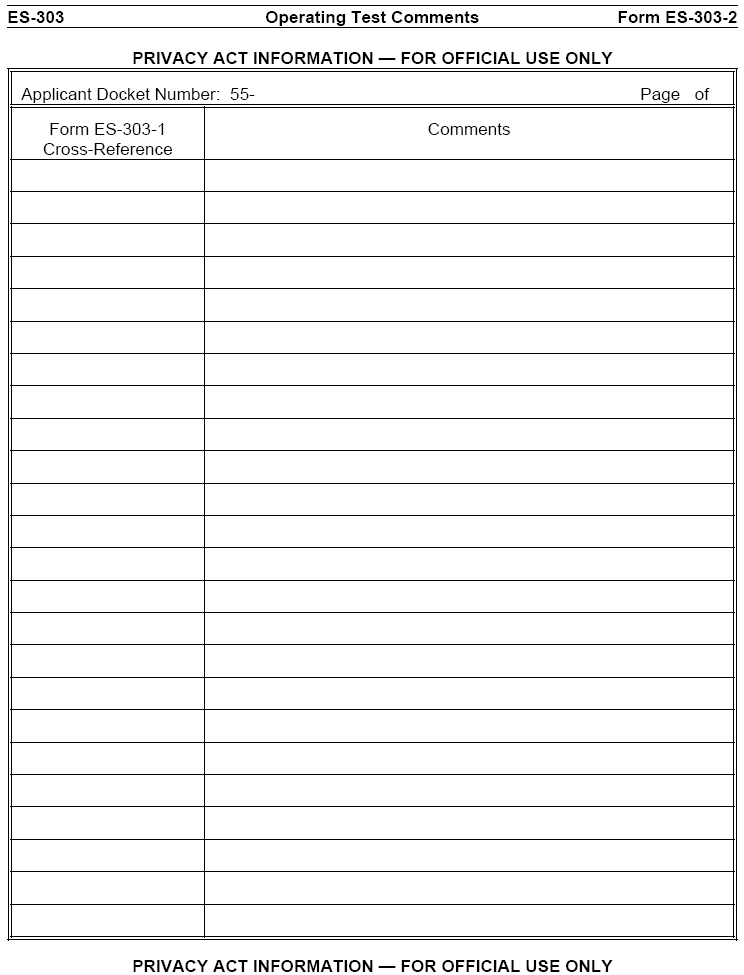 ES-303 Operating Test Comments Form ES-303-2
PRIVACY ACT INFORMATION — FOR OFFICIAL USE ONLY
Applicant Docket Number: 55- Page of
Form ES-303-1 Comments
Cross-Reference
PRIVACY ACT INFORMATION — FOR OFFICIAL USE ONLY